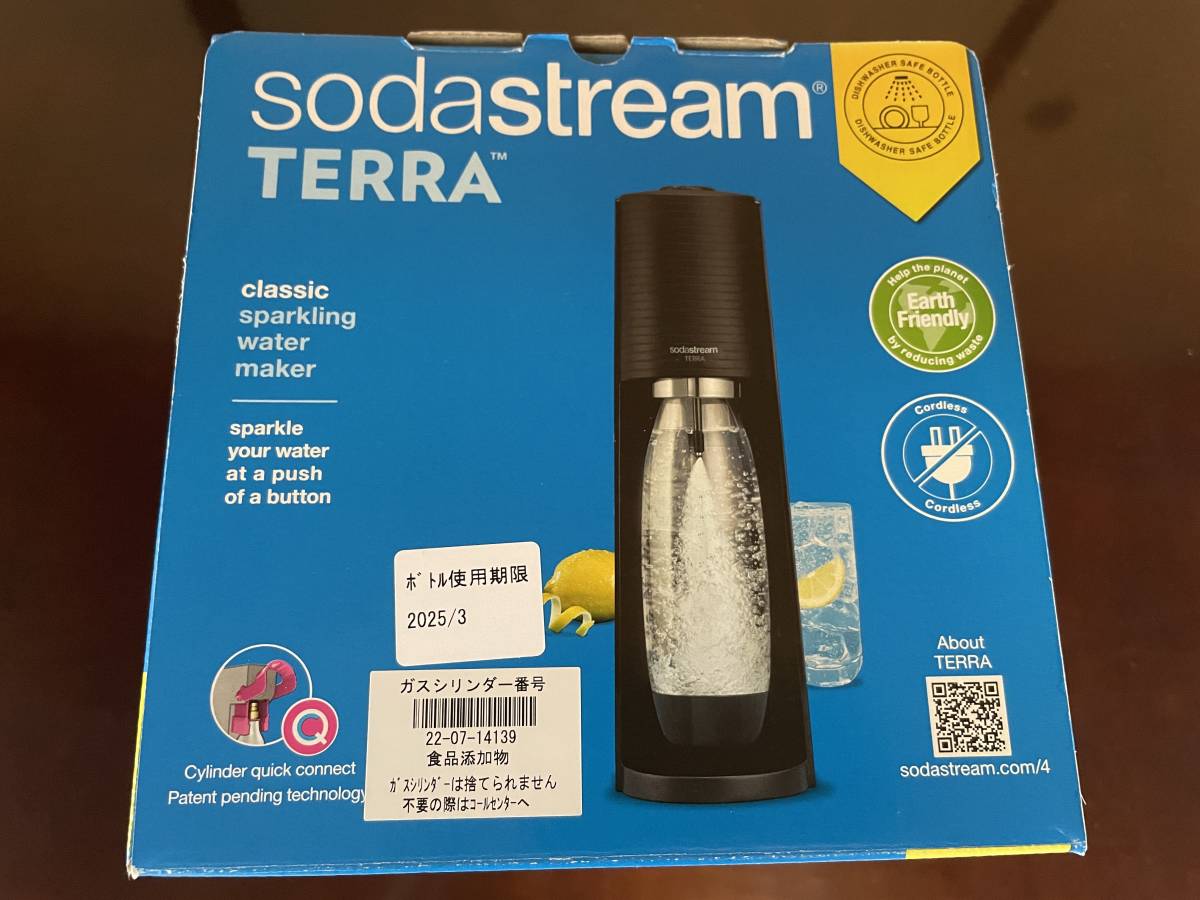 sodastream®
TERRA™
DISHWASHER SAFE BOTTLE
DISHWASHER SAFE BOTTLE
classic
sparkling
water
maker
sparkle
your water
at a push
of a button
Help the planet
Earth
Friendly
by reducing waste
sodastream
TERRA
Cordless
Cordless
ﾎﾞﾄﾙ使用期限
2025/3
ガスシリンダー番号
22-07-14139
食品添加物
ｶﾞｽｼﾘﾝﾀﾞｰは捨てられません
不要の際はｺｰﾙｾﾝﾀｰへ
Q
Cylinder quick connect
Patent pending technology
About
TERRA
sodastream.com/4